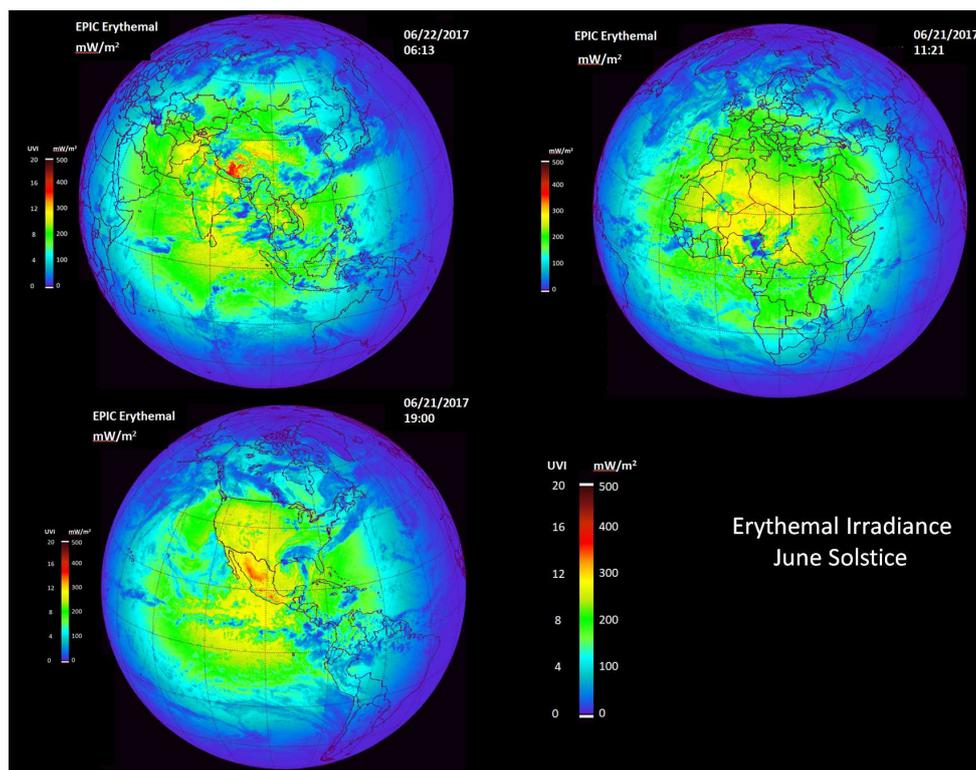 EPIC Erythemal
mW/m²
06/22/2017
06:13
UVI mW/m²
20 500
16 400
12 300
8 200
4 100
0 0
EPIC Erythemal
mW/m²
06/21/2017
11:21
mW/m²
500
400
300
200
100
0
EPIC Erythemal
mW/m²
06/21/2017
19:00
UVI mW/m²
20 500
16 400
12 300
8 200
4 100
0 0
UVI mW/m²
20 500
16 400
12 300
8 200
4 100
0 0
Erythemal Irradiance
June Solstice